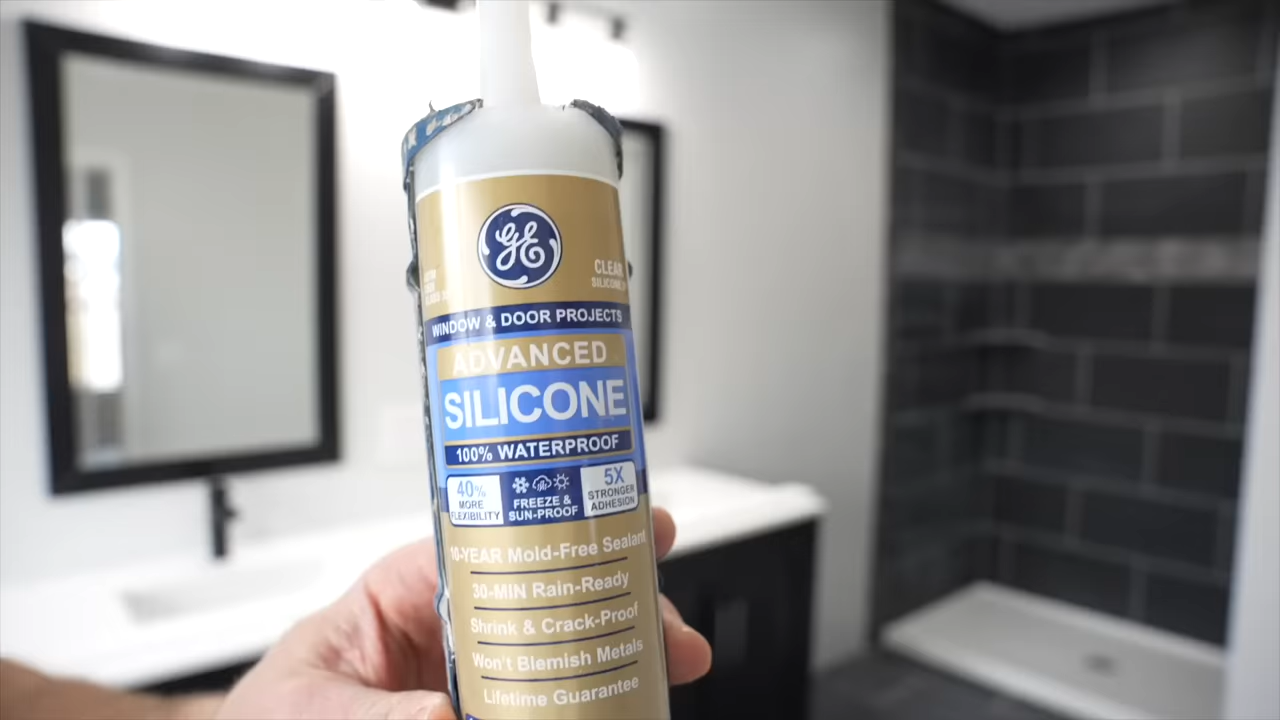 GE
CLEAR
SILICONE
WINDOW & DOOR PROJECTS
ADVANCED
SILICONE
100% WATERPROOF
40%
MORE
FLEXIBILITY
FREEZE &
SUN-PROOF
5X
STRONGER
ADHESION
10-YEAR Mold-Free Sealant
30-MIN Rain-Ready
Shrink & Crack-Proof
Won't Blemish Metals
Lifetime Guarantee